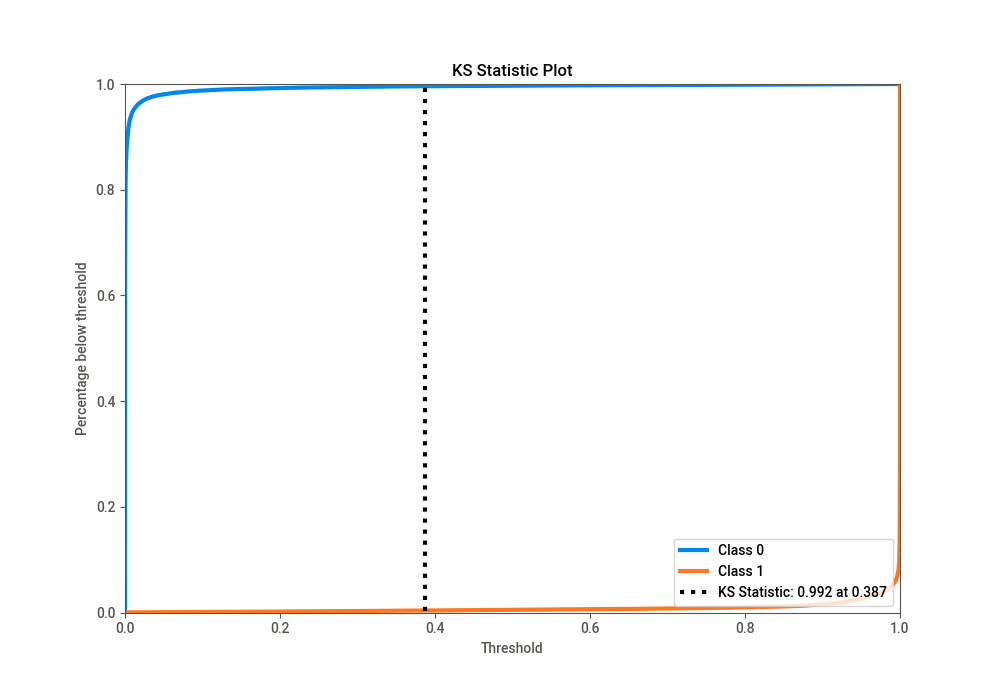 KS Statistic Plot
1.0
0.8
0.6
0.4
0.2
0.0
Percentage below threshold
0.0 0.2 0.4 0.6 0.8 1.0
Threshold
Class 0
Class 1
KS Statistic: 0.992 at 0.387